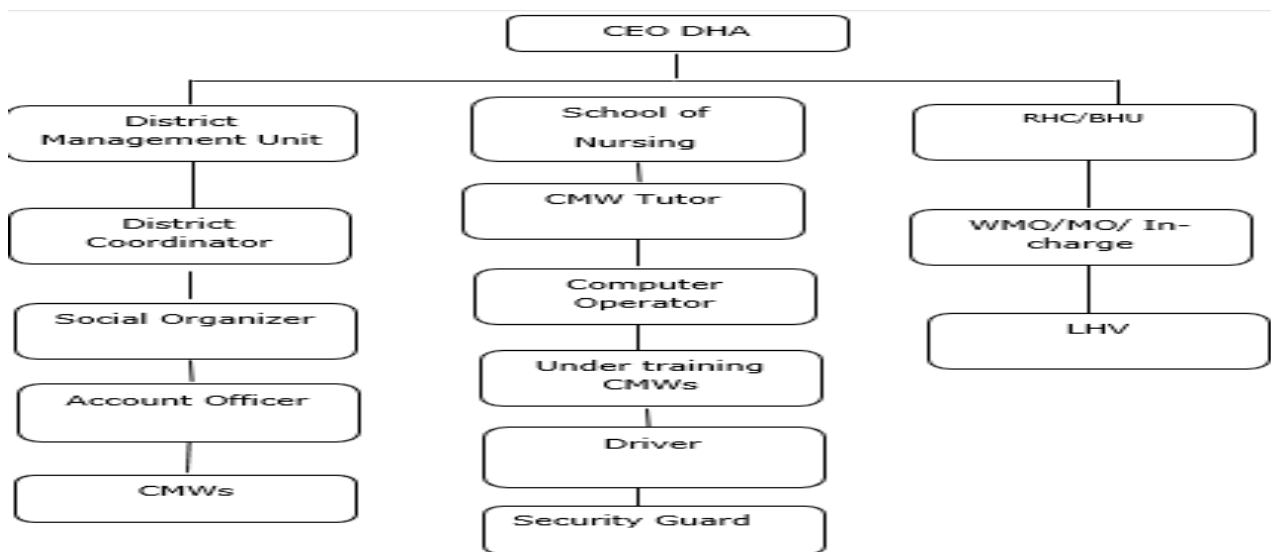 CEO DHA
District
Management Unit
District
Coordinator
Social Organizer
Account Officer
CMWs
School of
Nursing
CMW Tutor
Computer
Operator
Under training
CMWs
Driver
Security Guard
RHC/BHU
WMO/MO/ In-
charge
LHV